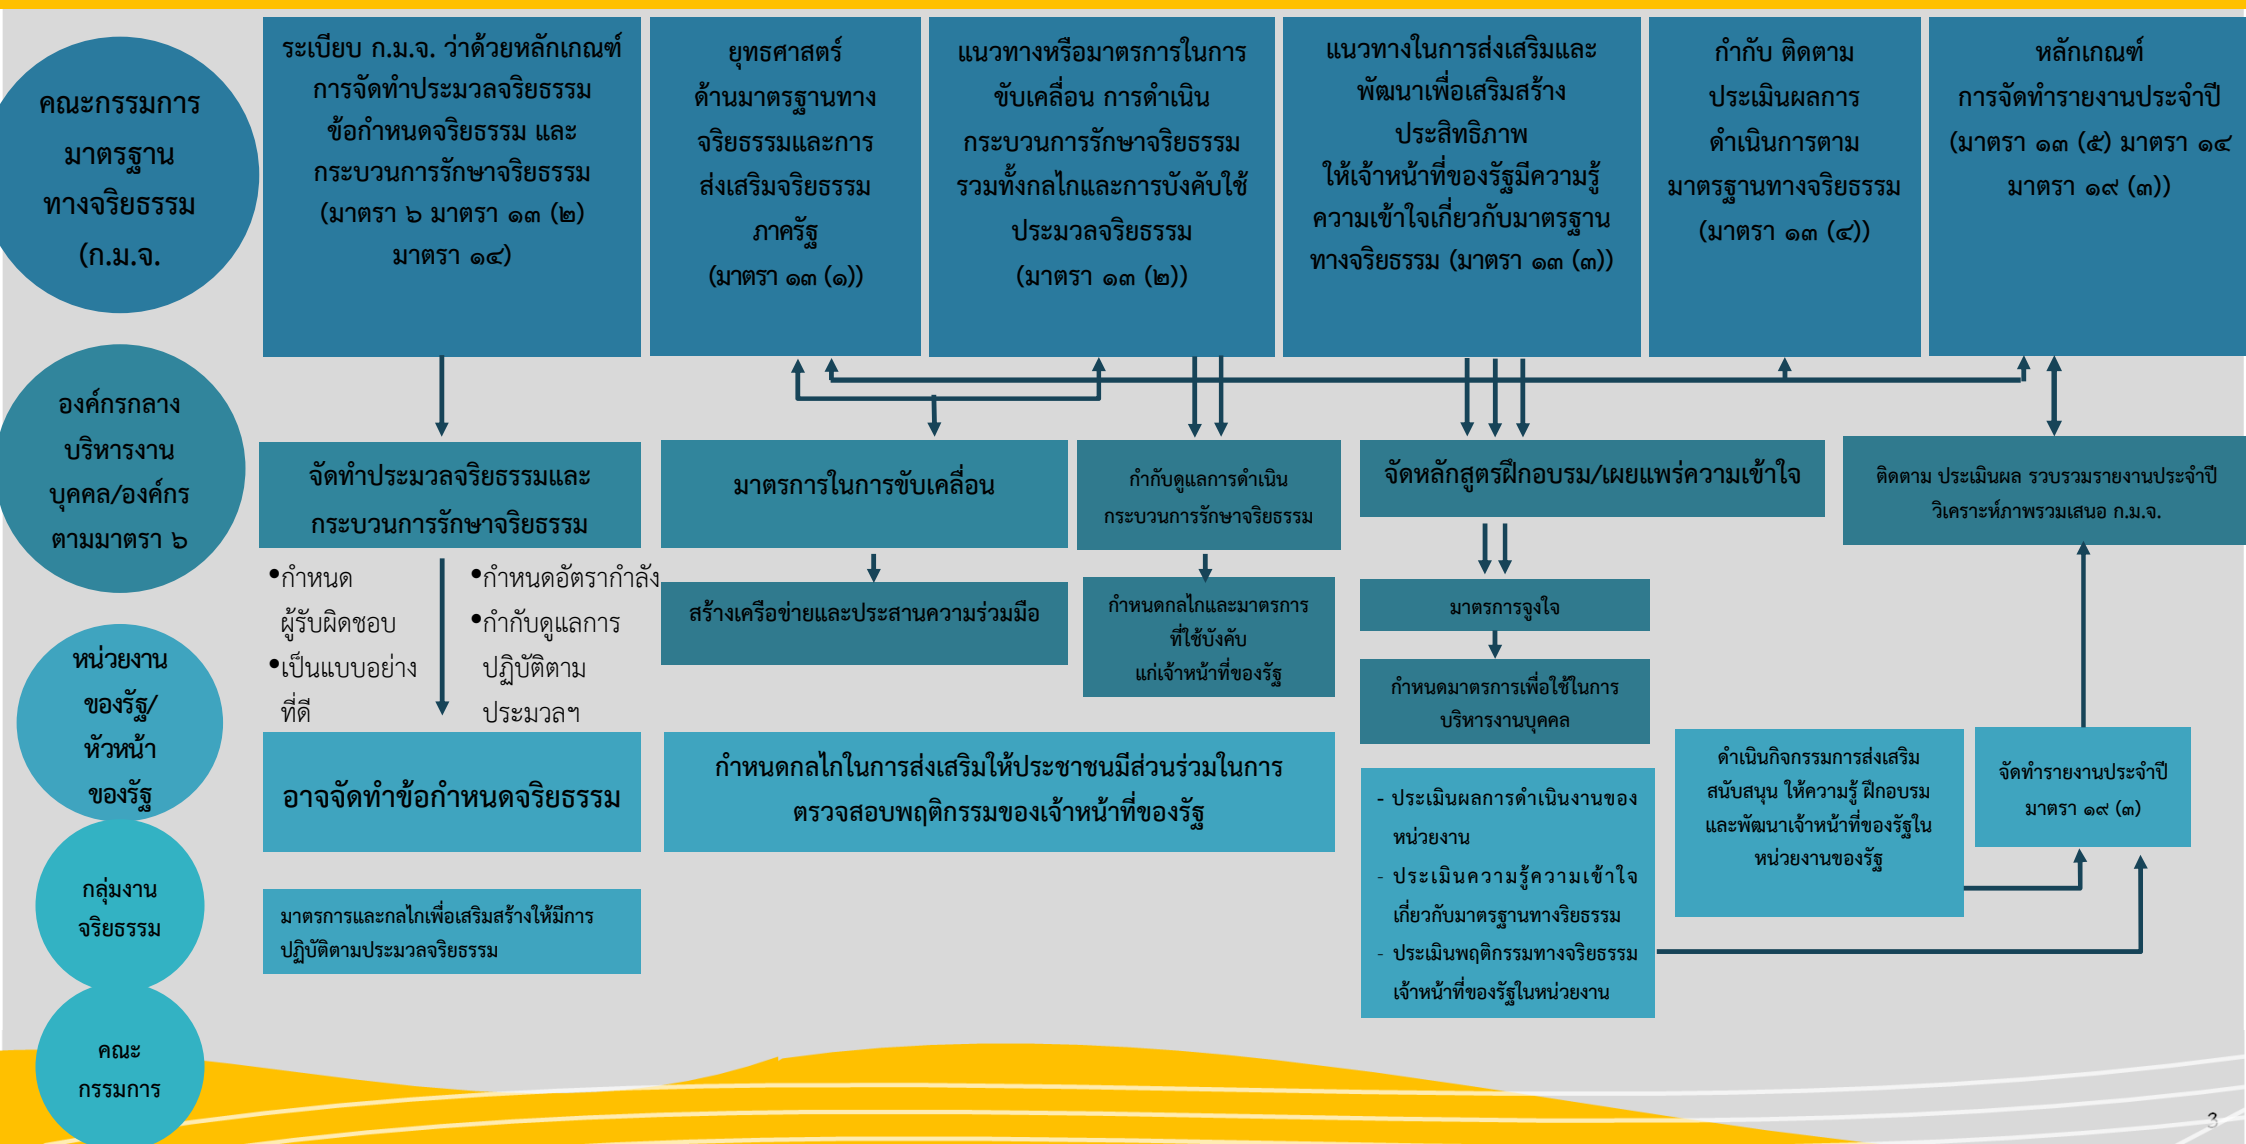 คณะกรรมการ
มาตรฐาน
ทางจริยธรรม
(ก.ม.จ.
ระเบียบ ก.ม.จ. ว่าด้วยหลักเกณฑ์
การจัดทำประมวลจริยธรรม
ข้อกำหนดจริยธรรม และ
กระบวนการรักษาจริยธรรม
(มาตรา ๖ มาตรา ๑๓ (๒)
มาตรา ๑๔)
ยุทธศาสตร์
ด้านมาตรฐานทาง
จริยธรรมและการ
ส่งเสริมจริยธรรม
ภาครัฐ
(มาตรา ๑๓ (๑))
แนวทางหรือมาตรการในการ
ขับเคลื่อน การดำเนิน
กระบวนการรักษาจริยธรรม
รวมทั้งกลไกและการบังคับใช้
ประมวลจริยธรรม
(มาตรา ๑๓ (๒))
แนวทางในการส่งเสริมและ
พัฒนาเพื่อเสริมสร้าง
ประสิทธิภาพ
ให้เจ้าหน้าที่ของรัฐมีความรู้
ความเข้าใจเกี่ยวกับมาตรฐาน
ทางจริยธรรม (มาตรา ๑๓ (๓))
กำกับ ติดตาม
ประเมินผลการ
ดำเนินการตาม
มาตรฐานทางจริยธรรม
(มาตรา ๑๓ (๔))
หลักเกณฑ์
การจัดทำรายงานประจำปี
(มาตรา ๑๓ (๕) มาตรา ๑๔
มาตรา ๑๙ (๓))
องค์กรกลาง
บริหารงาน
บุคคล/องค์กร
ตามมาตรา ๖
จัดทำประมวลจริยธรรมและ
กระบวนการรักษาจริยธรรม
มาตรการในการขับเคลื่อน
กำกับดูแลการดำเนิน
กระบวนการรักษาจริยธรรม
จัดหลักสูตรฝึกอบรม/เผยแพร่ความเข้าใจ
ติดตาม ประเมินผล รวบรวมรายงานประจำปี
วิเคราะห์ภาพรวมเสนอ ก.ม.จ.
•กำหนด
ผู้รับผิดชอบ
•เป็นแบบอย่าง
ที่ดี
•กำหนดอัตรากำลัง
•กำกับดูแลการ
ปฏิบัติตาม
ประมวลฯ
สร้างเครือข่ายและประสานความร่วมมือ
กำหนดกลไกและมาตรการ
ที่ใช้บังคับ
แก่เจ้าหน้าที่ของรัฐ
มาตรการจูงใจ
กำหนดมาตรการเพื่อใช้ในการ
บริหารงานบุคคล
หน่วยงาน
ของรัฐ/
หัวหน้า
ของรัฐ
อาจจัดทำข้อกำหนดจริยธรรม
กำหนดกลไกในการส่งเสริมให้ประชาชนมีส่วนร่วมในการ
ตรวจสอบพฤติกรรมของเจ้าหน้าที่ของรัฐ
- ประเมินผลการดำเนินงานของ
หน่วยงาน
- ประเมินความรู้ความเข้าใจ
เกี่ยวกับมาตรฐานทางริยธรรม
- ประเมินพฤติกรรมทางจริยธรรม
เจ้าหน้าที่ของรัฐในหน่วยงาน
ดำเนินกิจกรรมการส่งเสริม
สนับสนุน ให้ความรู้ ฝึกอบรม
และพัฒนาเจ้าหน้าที่ของรัฐใน
หน่วยงานของรัฐ
จัดทำรายงานประจำปี
มาตรา ๑๙ (๓)
กลุ่มงาน
จริยธรรม
มาตรการและกลไกเพื่อเสริมสร้างให้มีการ
ปฏิบัติตามประมวลจริยธรรม
คณะ
กรรมการ
3